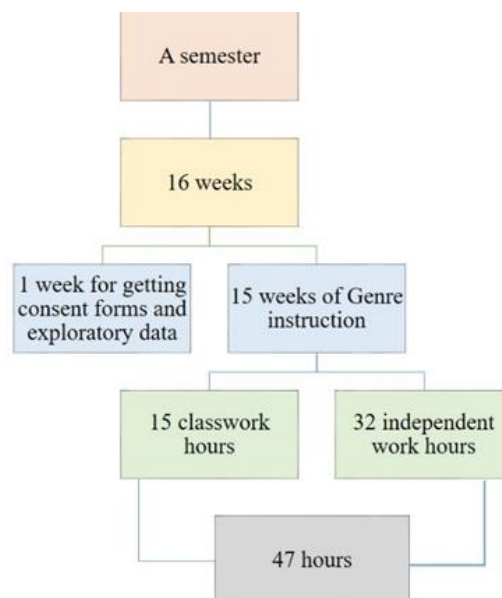 A semester
16 weeks
1 week for getting
consent forms and
exploratory data
15 weeks of Genre
instruction
15 classwork
hours
32 independent
work hours
47 hours